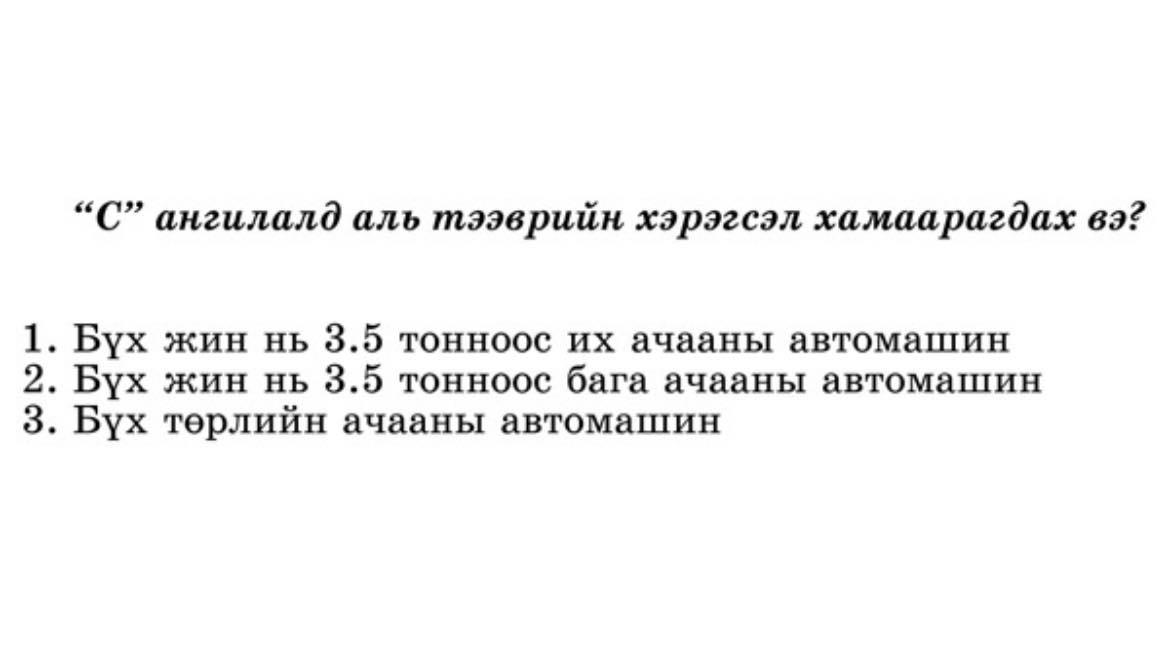 “С” ангилалд аль тээврийн хэрэгсэл хамаарагдах вэ?
1. Бүх жин нь 3.5 тонноос их ачааны автомашин
2. Бүх жин нь 3.5 тонноос бага ачааны автомашин
3. Бүх төрлийн ачааны автомашин